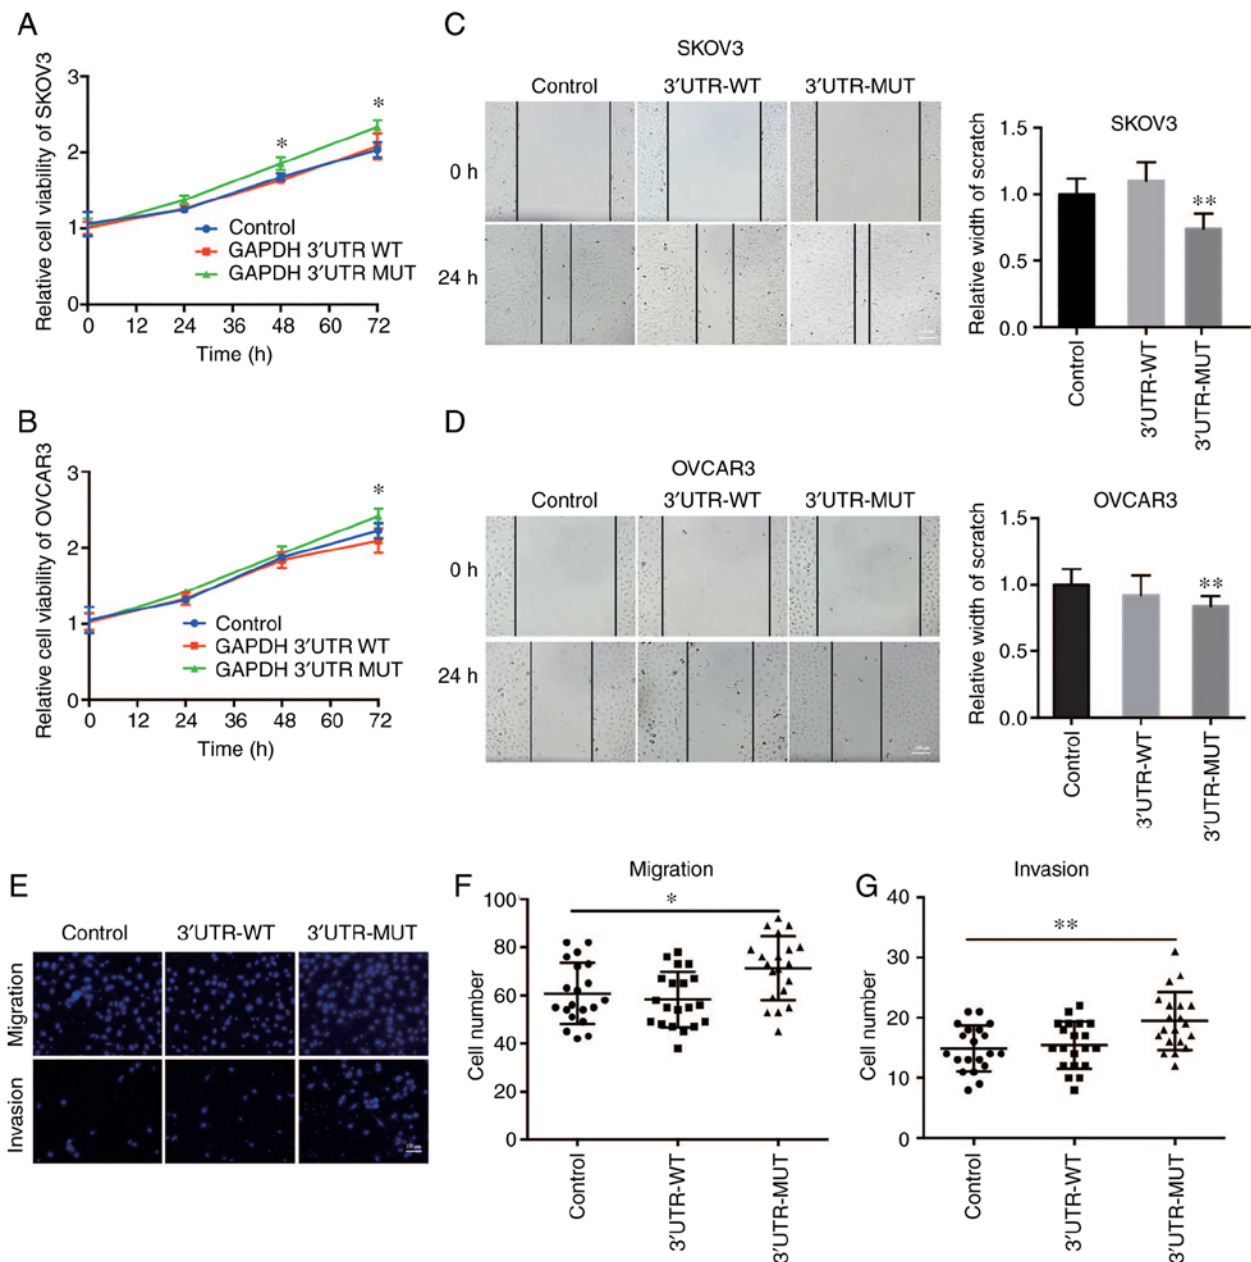 A
Relative cell viability of SKOV3
3
2
1
0
0 12 24 36 48 60 72
Time (h)
* *
Control
GAPDH 3′UTR WT
GAPDH 3′UTR MUT
C
SKOV3
Control 3′UTR-WT 3′UTR-MUT
0 h
24 h
SKOV3
Relative width of scratch
1.5
1.0
0.5
0.0
**
Control
3′UTR-WT
3′UTR-MUT
B
Relative cell viability of OVCAR3
3
2
1
0
0 12 24 36 48 60 72
Time (h)
*
Control
GAPDH 3′UTR WT
GAPDH 3′UTR MUT
D
OVCAR3
Control 3′UTR-WT 3′UTR-MUT
0 h
24 h
OVCAR3
Relative width of scratch
1.5
1.0
0.5
0.0
**
Control
3′UTR-WT
3′UTR-MUT
E
Control 3′UTR-WT 3′UTR-MUT
Migration
Invasion
F
Migration
Cell number
100
80
60
40
20
0
*
Control
3′UTR-WT
3′UTR-MUT
G
Invasion
Cell number
40
30
20
10
0
**
Control
3′UTR-WT
3′UTR-MUT